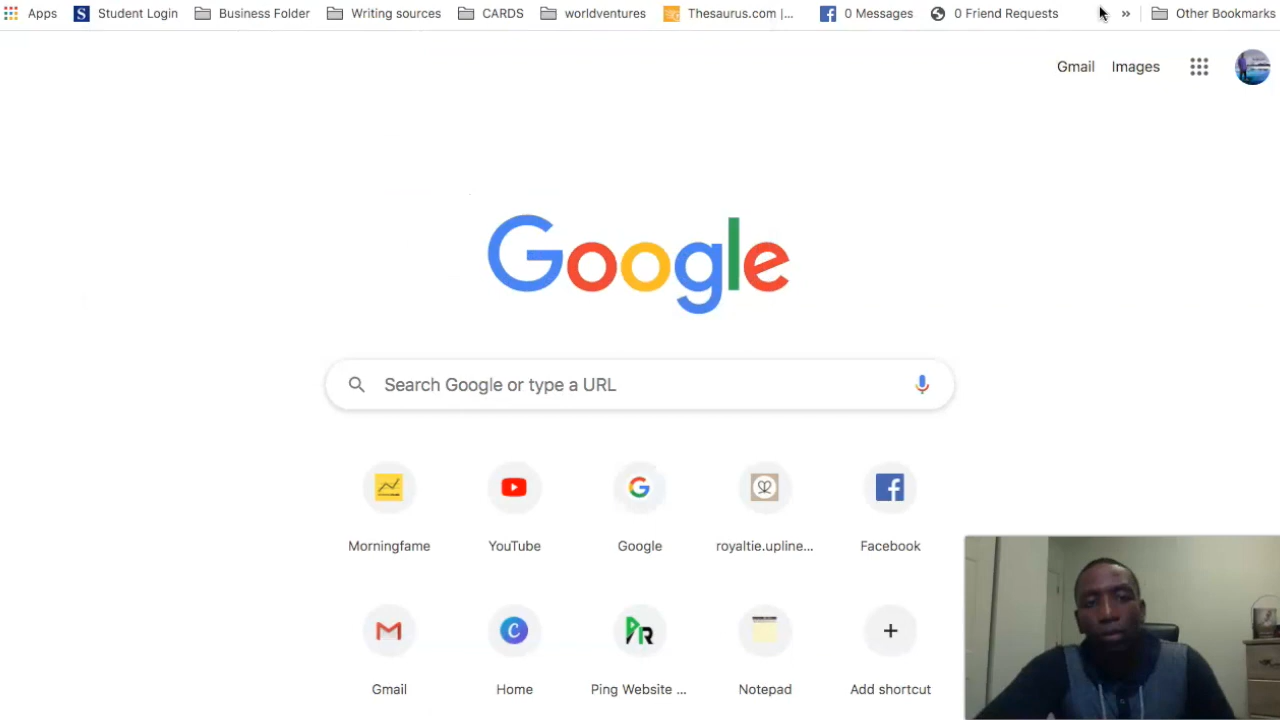 Apps Student Login Business Folder Writing sources CARDS worldventures Thesaurus.com |... 0 Messages 0 Friend Requests » Other Bookmarks
Gmail Images
Google
Search Google or type a URL
Morningfame YouTube Google royaltie.upline... Facebook
Gmail Home Ping Website ... Notepad Add shortcut